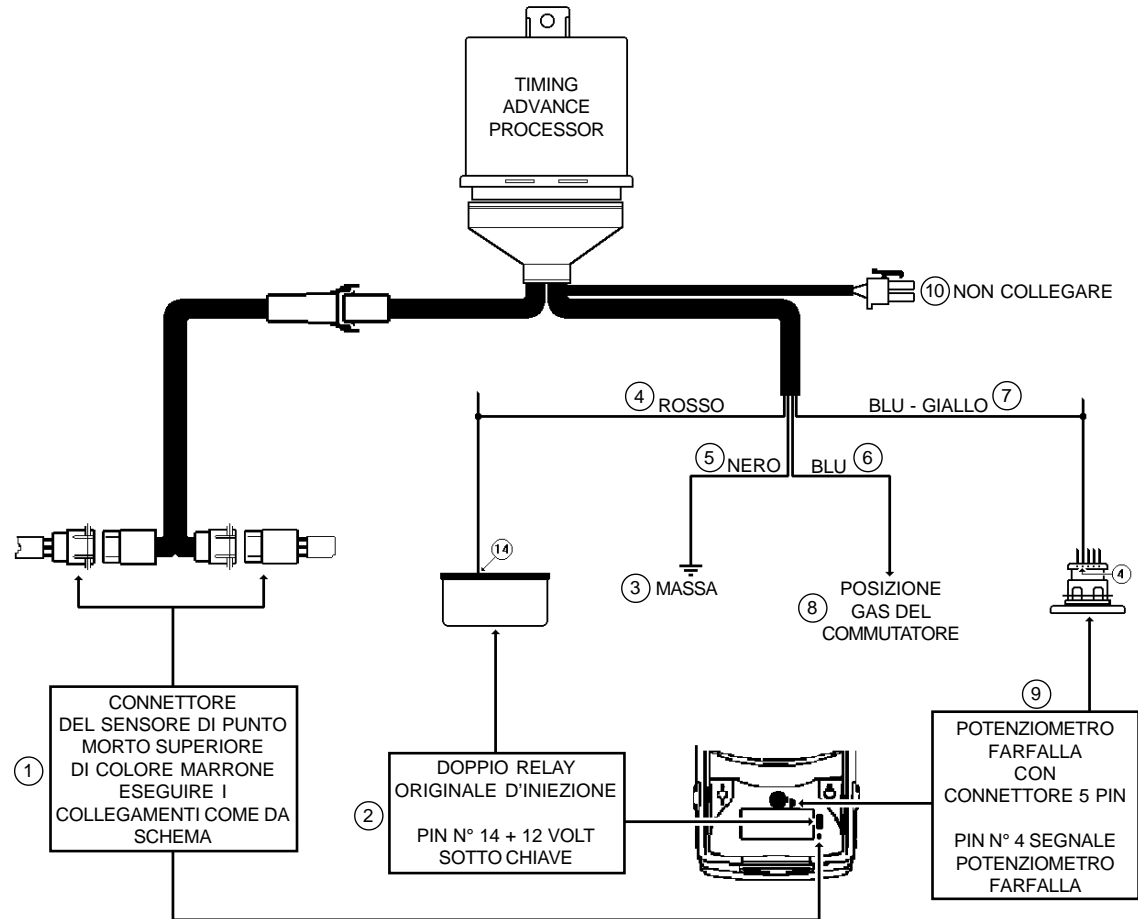 TIMING
ADVANCE
PROCESSOR
10 NON COLLEGARE
4 ROSSO
BLU - GIALLO 7
5 NERO
BLU 6
14
4
3 MASSA
8 POSIZIONE
GAS DEL
COMMUTATORE
1
CONNETTORE
DEL SENSORE DI PUNTO
MORTO SUPERIORE
DI COLORE MARRONE
ESEGUIRE I
COLLEGAMENTI COME DA
SCHEMA
2
DOPPIO RELAY
ORIGINALE D'INIEZIONE
PIN N° 14 + 12 VOLT
SOTTO CHIAVE
9
POTENZIOMETRO
FARFALLA
CON
CONNETTORE 5 PIN
PIN N° 4 SEGNALE
POTENZIOMETRO
FARFALLA